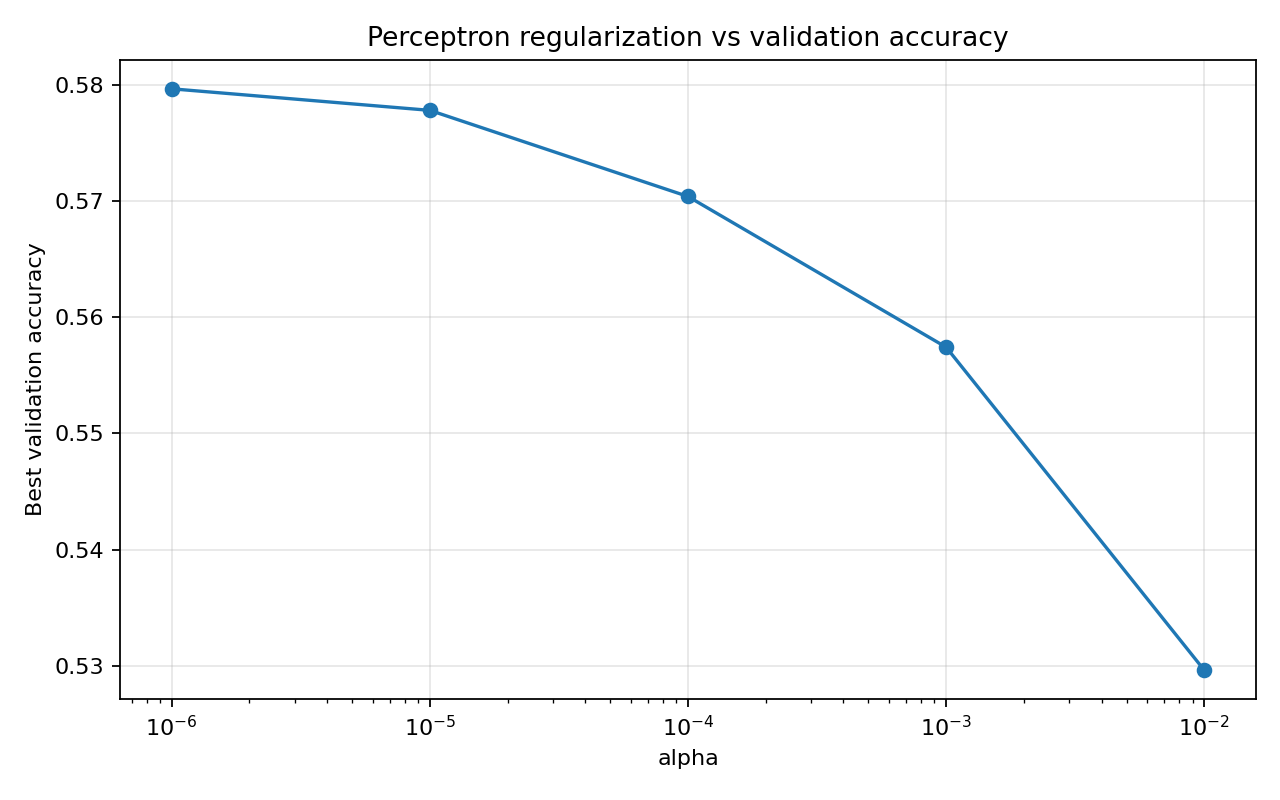 Perceptron regularization vs validation accuracy
Best validation accuracy
0.58
0.57
0.56
0.55
0.54
0.53
10⁻⁶ 10⁻⁵ 10⁻⁴ 10⁻³ 10⁻²
alpha